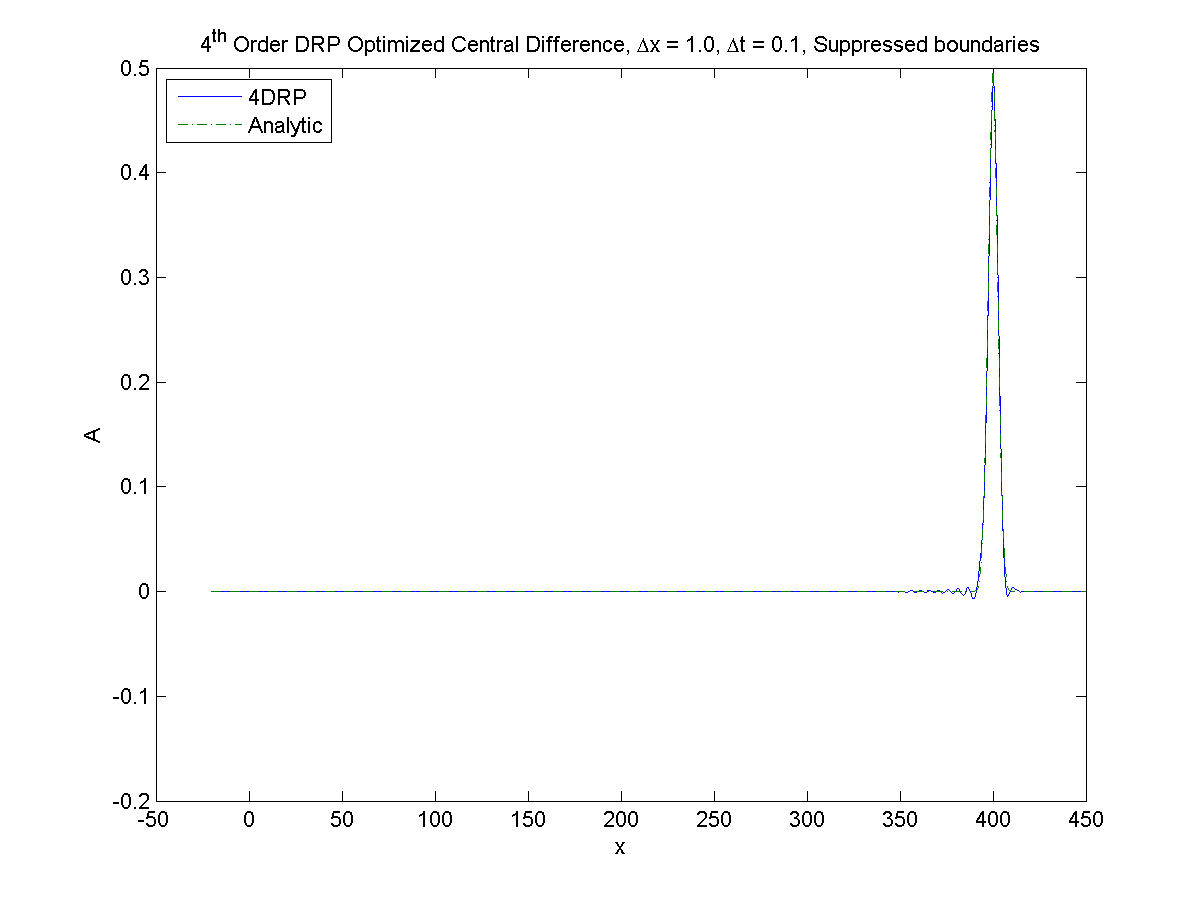 4th Order DRP Optimized Central Difference, Δx = 1.0, Δt = 0.1, Suppressed boundaries
4DRP
Analytic
0.5
0.4
0.3
0.2
0.1
0
-0.1
-0.2
A
-50 0 50 100 150 200 250 300 350 400 450
x